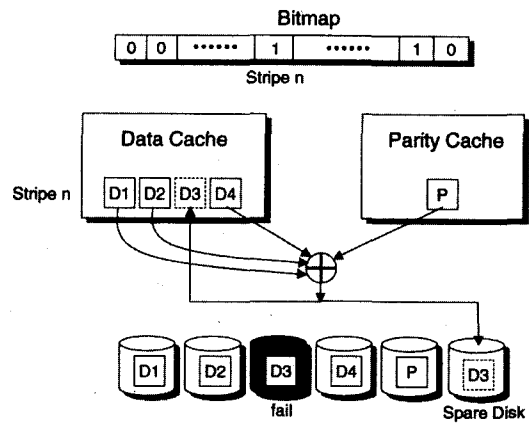 Bitmap
0 0 •••••• 1 •••••• 1 0
Stripe n
Data Cache
Parity Cache
Stripe n
D1 D2 D3 D4
P
D1 D2 D3 D4 P D3
fail
Spare Disk